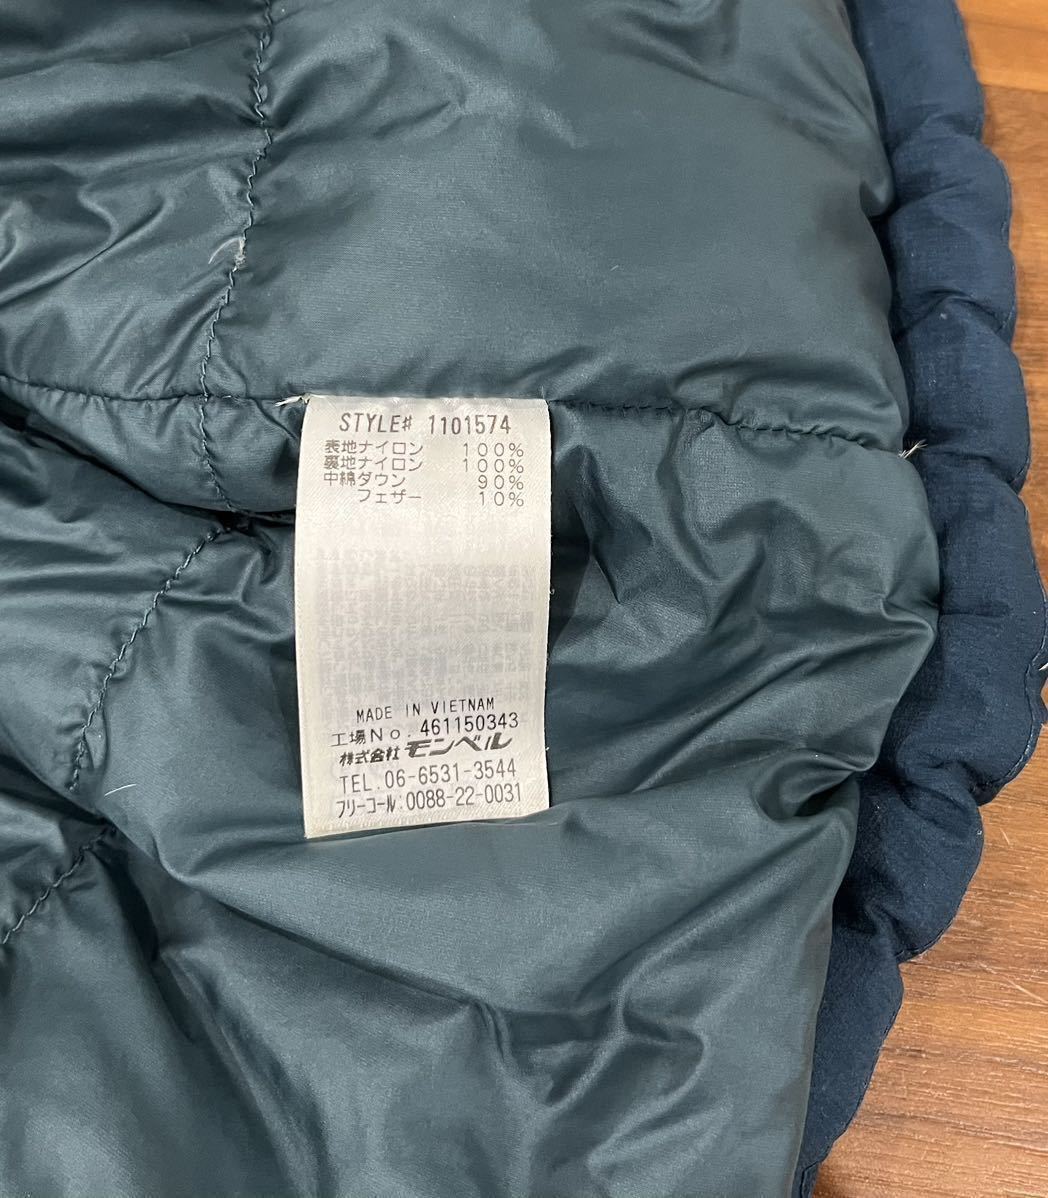 STYLE# 1101574
表地ナイロン 100%
裏地ナイロン 100%
中綿ダウン 90%
フェザー 10%
MADE IN VIETNAM
工場No. 461150343
株式会社 モンベル
TEL.06-6531-3544
フリーコール:0088-22-0031